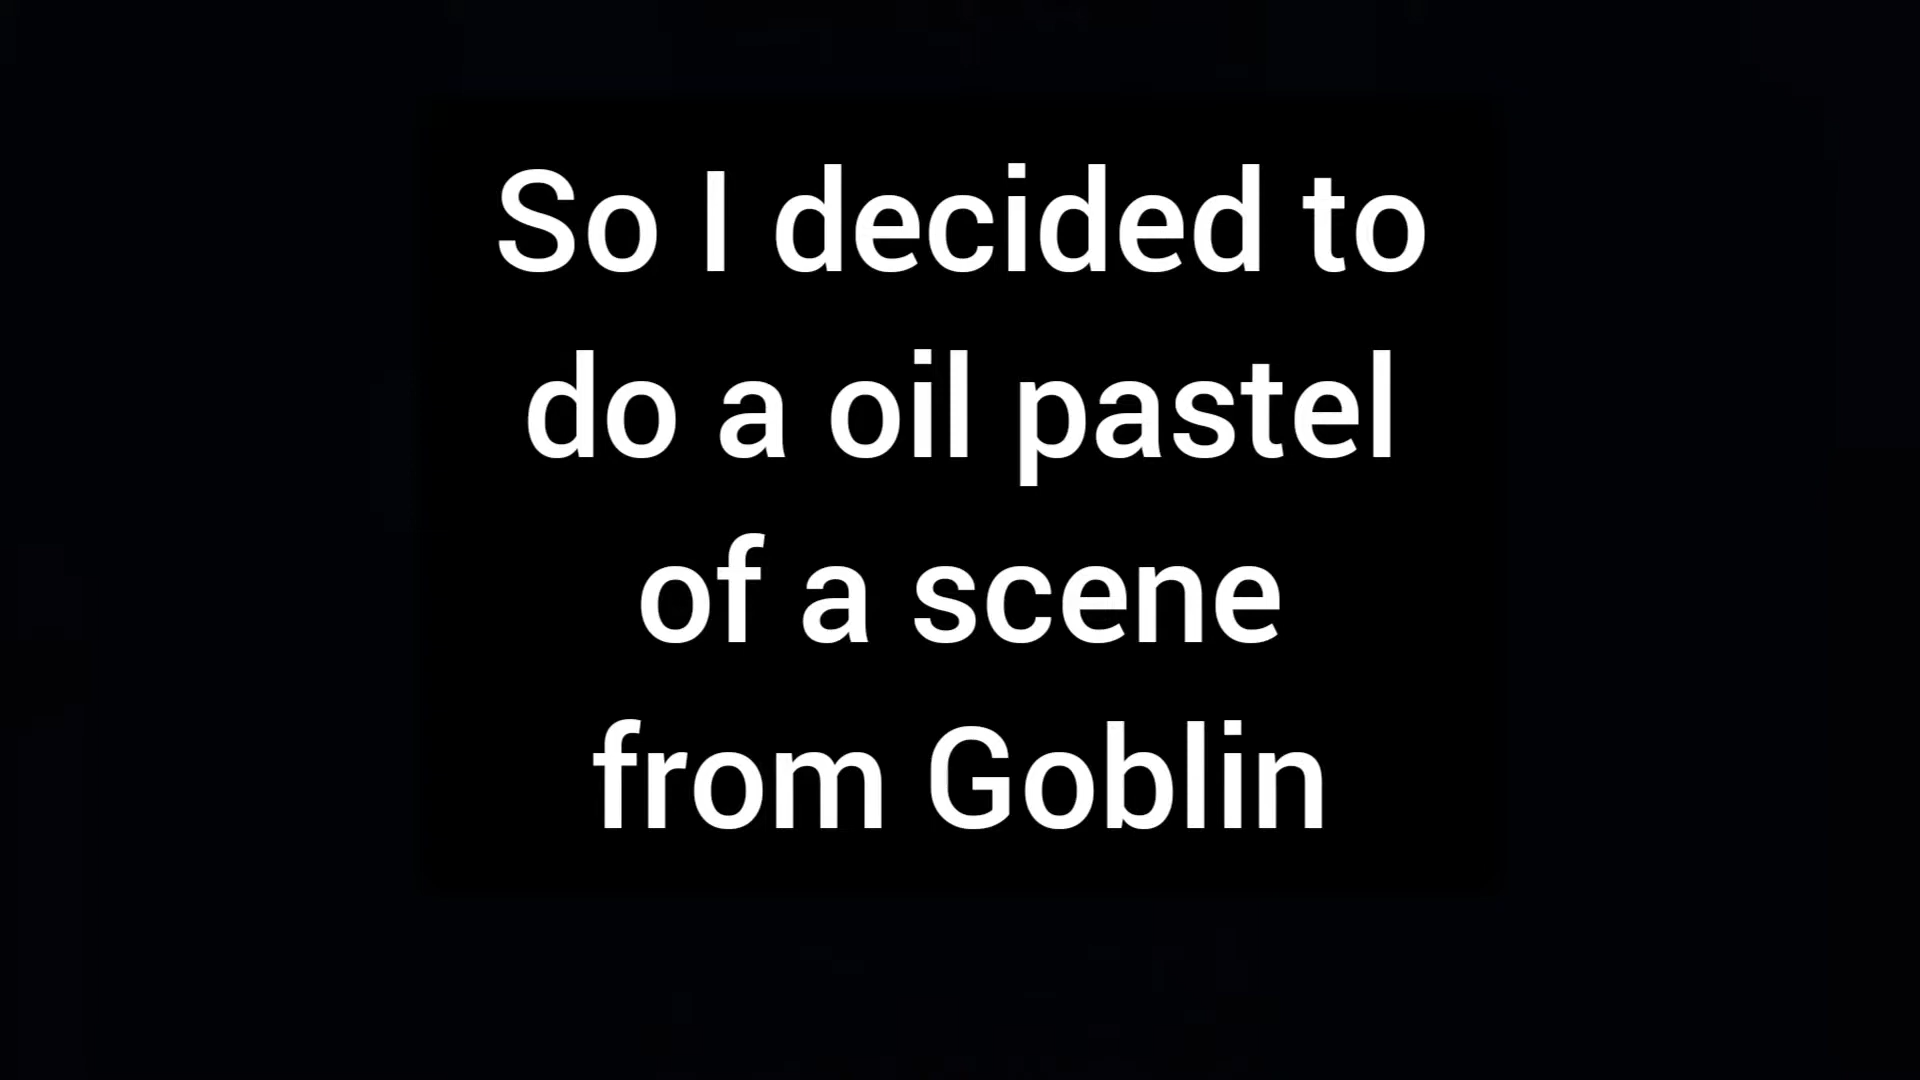 So I decided to
do a oil pastel
of a scene
from Goblin